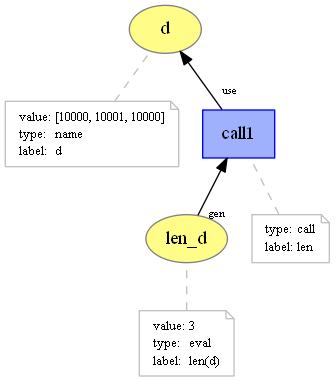 d
use
value: [10000, 10001, 10000]
type: name
label: d
call1
gen
len_d
type: call
label: len
value: 3
type: eval
label: len(d)